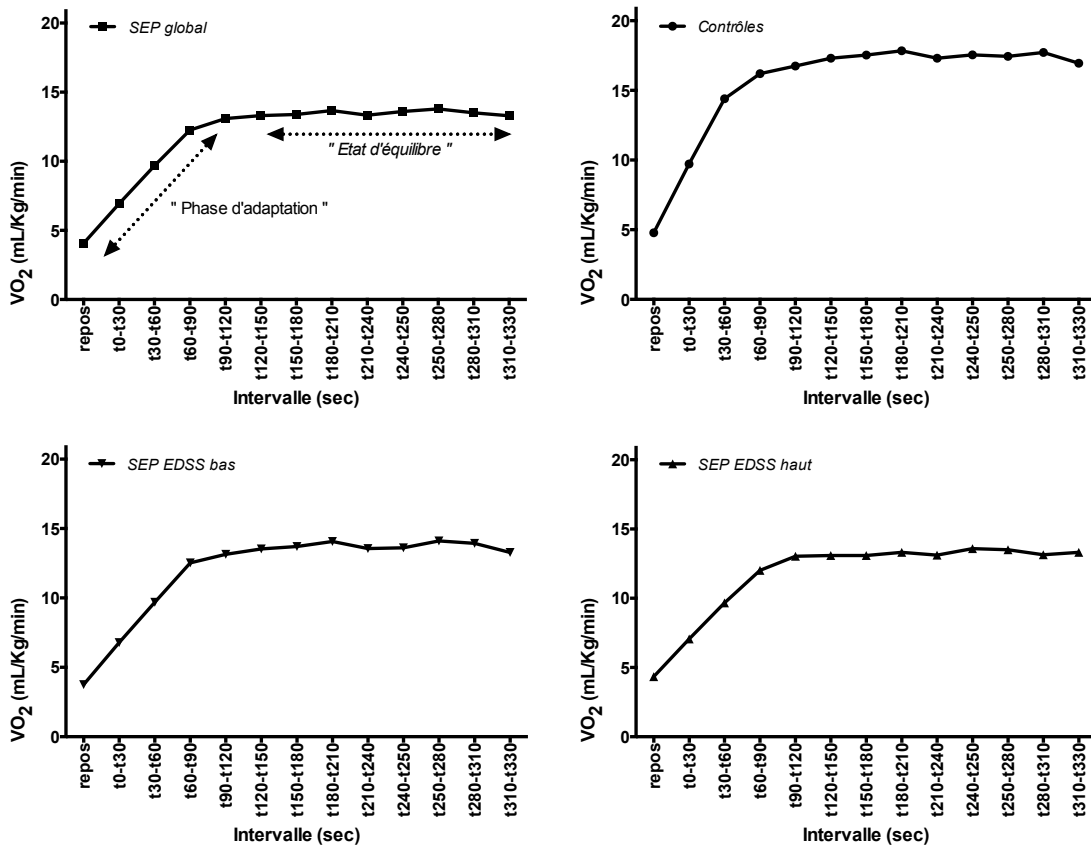 SEP global
20
15
10
5
0
VO2 (mL/Kg/min)
" Etat d'équilibre "
" Phase d'adaptation "
repos
t0-t30
t30-t60
t60-t90
t90-t120
t120-t150
t150-t180
t180-t210
t210-t240
t240-t250
t250-t280
t280-t310
t310-t330
Intervalle (sec)
Contrôles
20
15
10
5
0
VO2 (mL/Kg/min)
repos
t0-t30
t30-t60
t60-t90
t90-t120
t120-t150
t150-t180
t180-t210
t210-t240
t240-t250
t250-t280
t280-t310
t310-t330
Intervalle (sec)
SEP EDSS bas
20
15
10
5
0
VO2 (mL/Kg/min)
repos
t0-t30
t30-t60
t60-t90
t90-t120
t120-t150
t150-t180
t180-t210
t210-t240
t240-t250
t250-t280
t280-t310
t310-t330
Intervalle (sec)
SEP EDSS haut
20
15
10
5
0
VO2 (mL/Kg/min)
repos
t0-t30
t30-t60
t60-t90
t90-t120
t120-t150
t150-t180
t180-t210
t210-t240
t240-t250
t250-t280
t280-t310
t310-t330
Intervalle (sec)